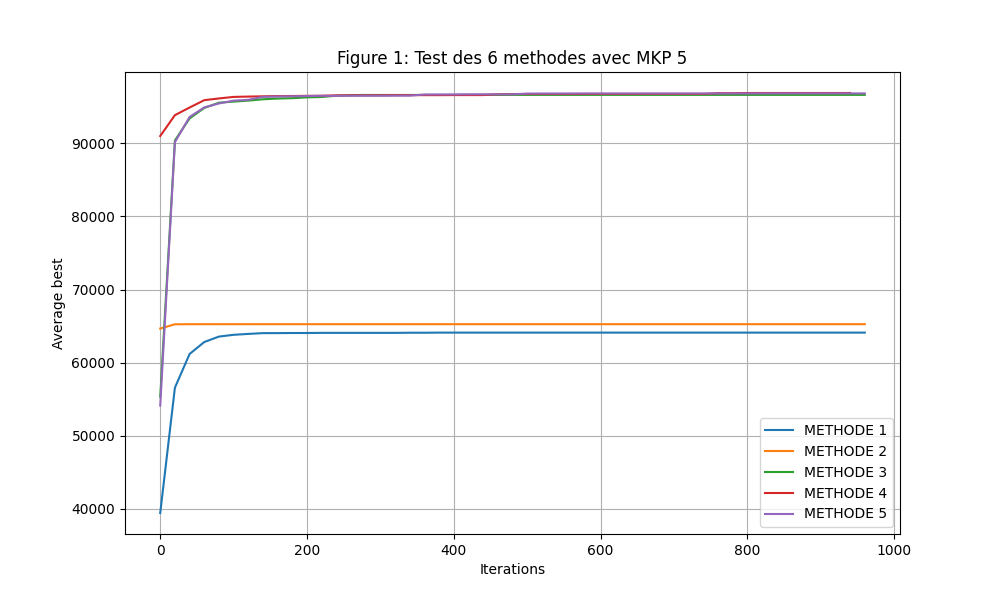 Figure 1: Test des 6 methodes avec MKP 5
Average best
90000
80000
70000
60000
50000
40000
0
200
400
600
800
1000
Iterations
METHODE 1
METHODE 2
METHODE 3
METHODE 4
METHODE 5